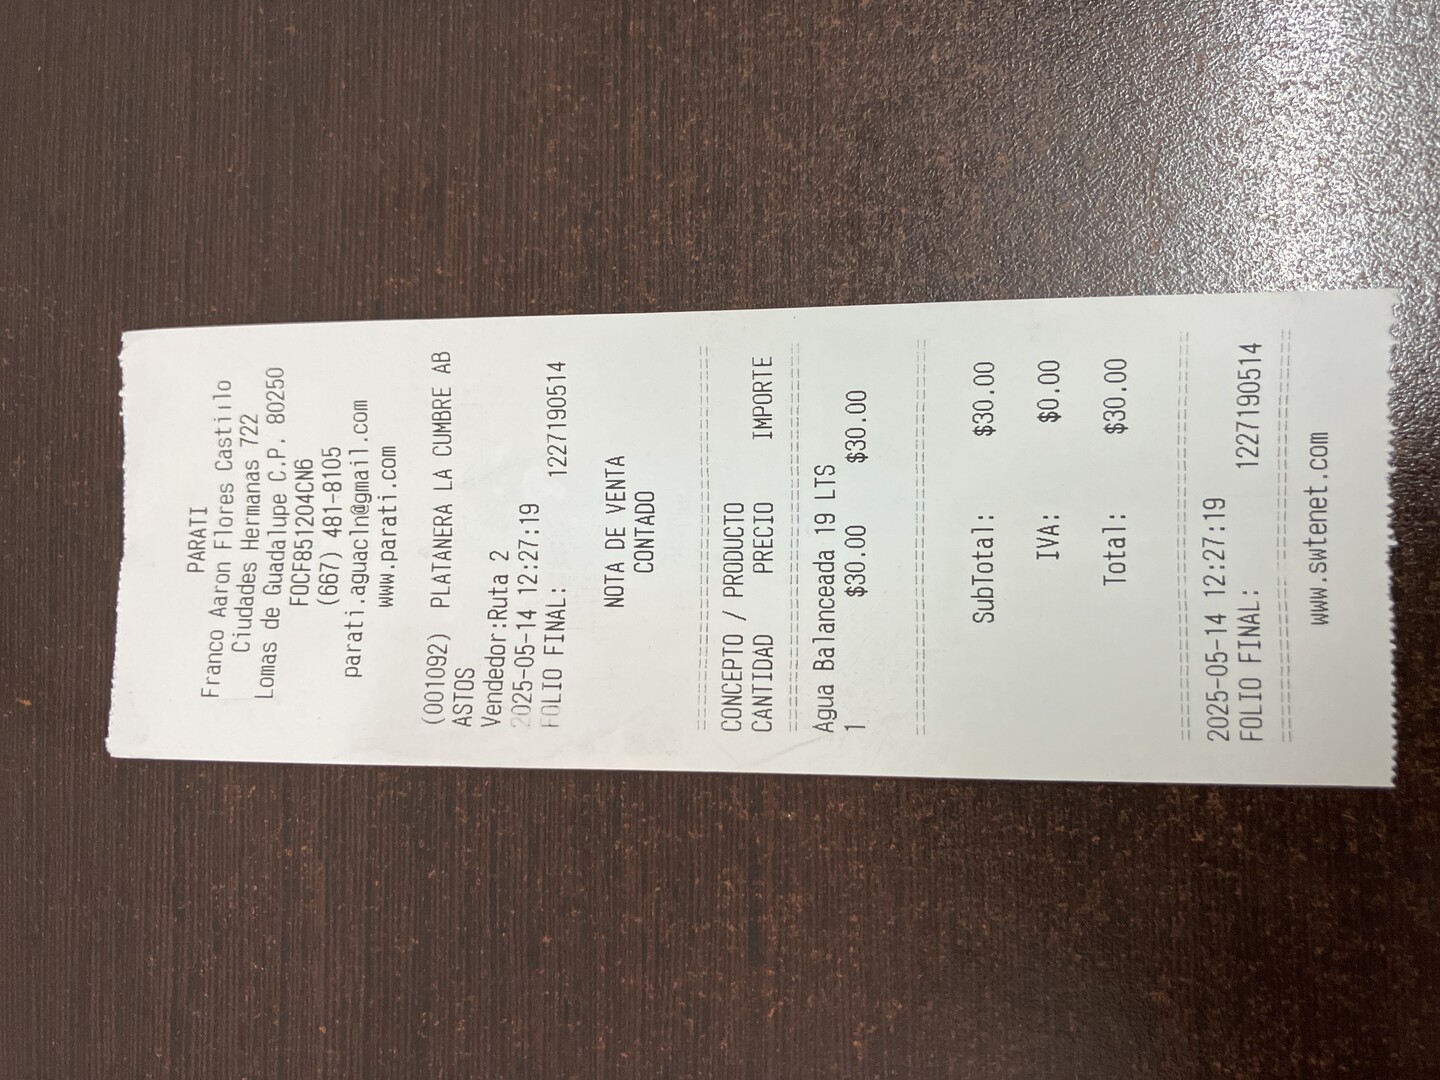 PARATI
Franco Aaron Flores Castillo
Ciudades Hermanas 722
Lomas de Guadalupe C.P. 80250
FOCF851204CN6
(667) 481-8105
parati.aguacln@gmail.com
www.parati.com
(001092) PLATANERA LA CUMBRE AB
ASTOS
Vendedor:Ruta 2
2025-05-14 12:27:19
FOLIO FINAL: 1227190514
NOTA DE VENTA
CONTADO
CONCEPTO / PRODUCTO
CANTIDAD PRECIO IMPORTE
Agua Balanceada 19 LTS
1 $30.00 $30.00
SubTotal: $30.00
IVA: $0.00
Total: $30.00
2025-05-14 12:27:19
FOLIO FINAL: 1227190514
www.swtenet.com